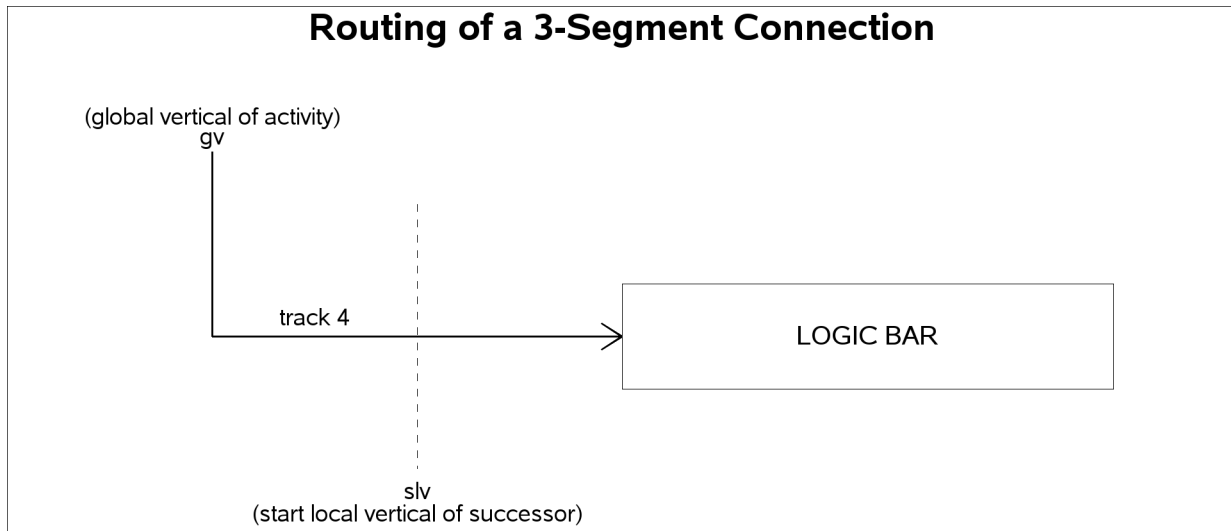 Routing of a 3-Segment Connection
(global vertical of activity)
gv
track 4
LOGIC BAR
slv
(start local vertical of successor)